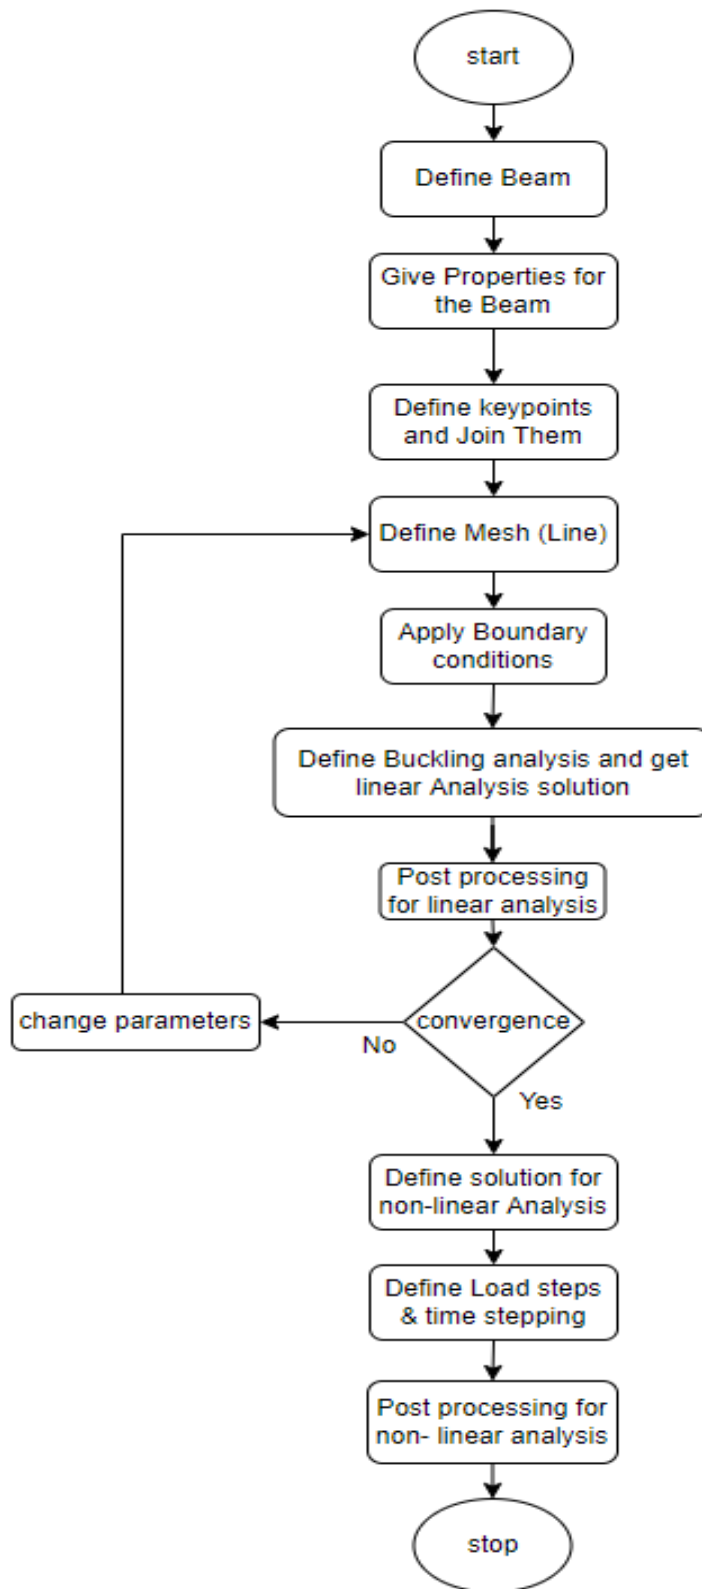 start
Define Beam
Give Properties for
the Beam
Define keypoints
and Join Them
Define Mesh (Line)
Apply Boundary
conditions
Define Buckling analysis and get
linear Analysis solution
Post processing
for linear analysis
convergence
change parameters
No
Yes
Define solution for
non-linear Analysis
Define Load steps
& time stepping
Post processing for
non- linear analysis
stop